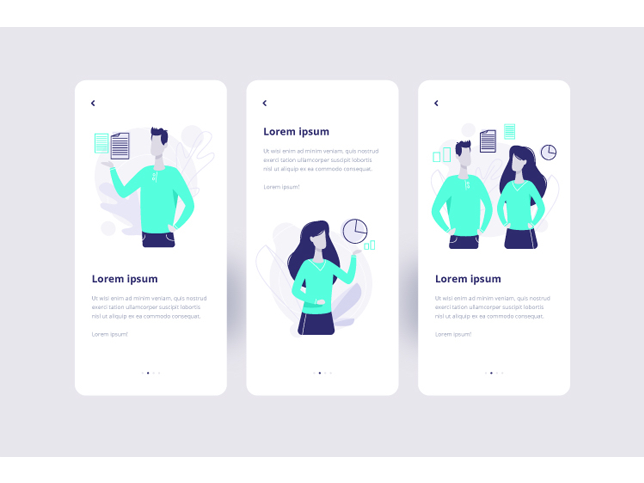 Lorem ipsum
Ut wisi enim ad minim veniam, quis nostrud
exerci tation ullamcorper suscipit lobortis
nisl ut aliquip ex ea commodo consequat.
Lorem ipsum!
Lorem ipsum
Ut wisi enim ad minim veniam, quis nostrud
exerci tation ullamcorper suscipit lobortis
nisl ut aliquip ex ea commodo consequat.
Lorem ipsum!
Lorem ipsum
Ut wisi enim ad minim veniam, quis nostrud
exerci tation ullamcorper suscipit lobortis
nisl ut aliquip ex ea commodo consequat.
Lorem ipsum!